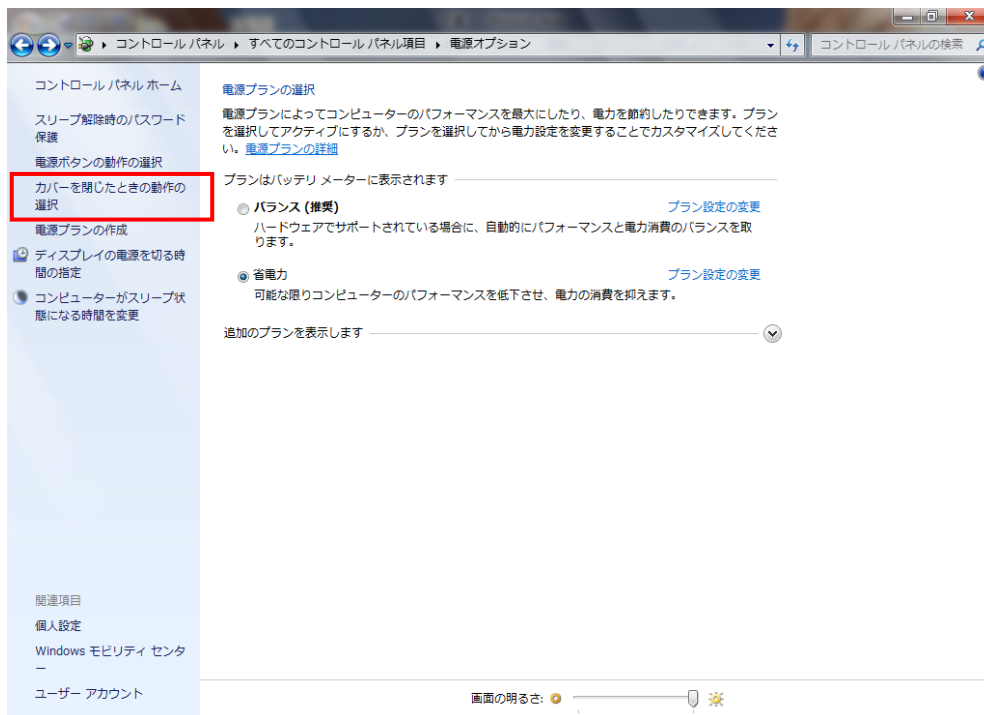 コントロール パネル ▸ すべてのコントロール パネル項目 ▸ 電源オプション
コントロール パネルの検索
コントロール パネル ホーム
スリープ解除時のパスワード
保護
電源ボタンの動作の選択
カバーを閉じたときの動作の
選択
電源プランの作成
ディスプレイの電源を切る時
間の指定
コンピューターがスリープ状
態になる時間を変更
電源プランの選択
電源プランによってコンピューターのパフォーマンスを最大にしたり、電力を節約したりできます。プラン
を選択してアクティブにするか、プランを選択してから電力設定を変更することでカスタマイズしてくださ
い。電源プランの詳細
プランはバッテリ メーターに表示されます
バランス (推奨) プラン設定の変更
ハードウェアでサポートされている場合に、自動的にパフォーマンスと電力消費のバランスを取
ります。
省電力 プラン設定の変更
可能な限りコンピューターのパフォーマンスを低下させ、電力の消費を抑えます。
追加のプランを表示します
関連項目
個人設定
Windows モビリティ センタ
ー
ユーザー アカウント
画面の明るさ: